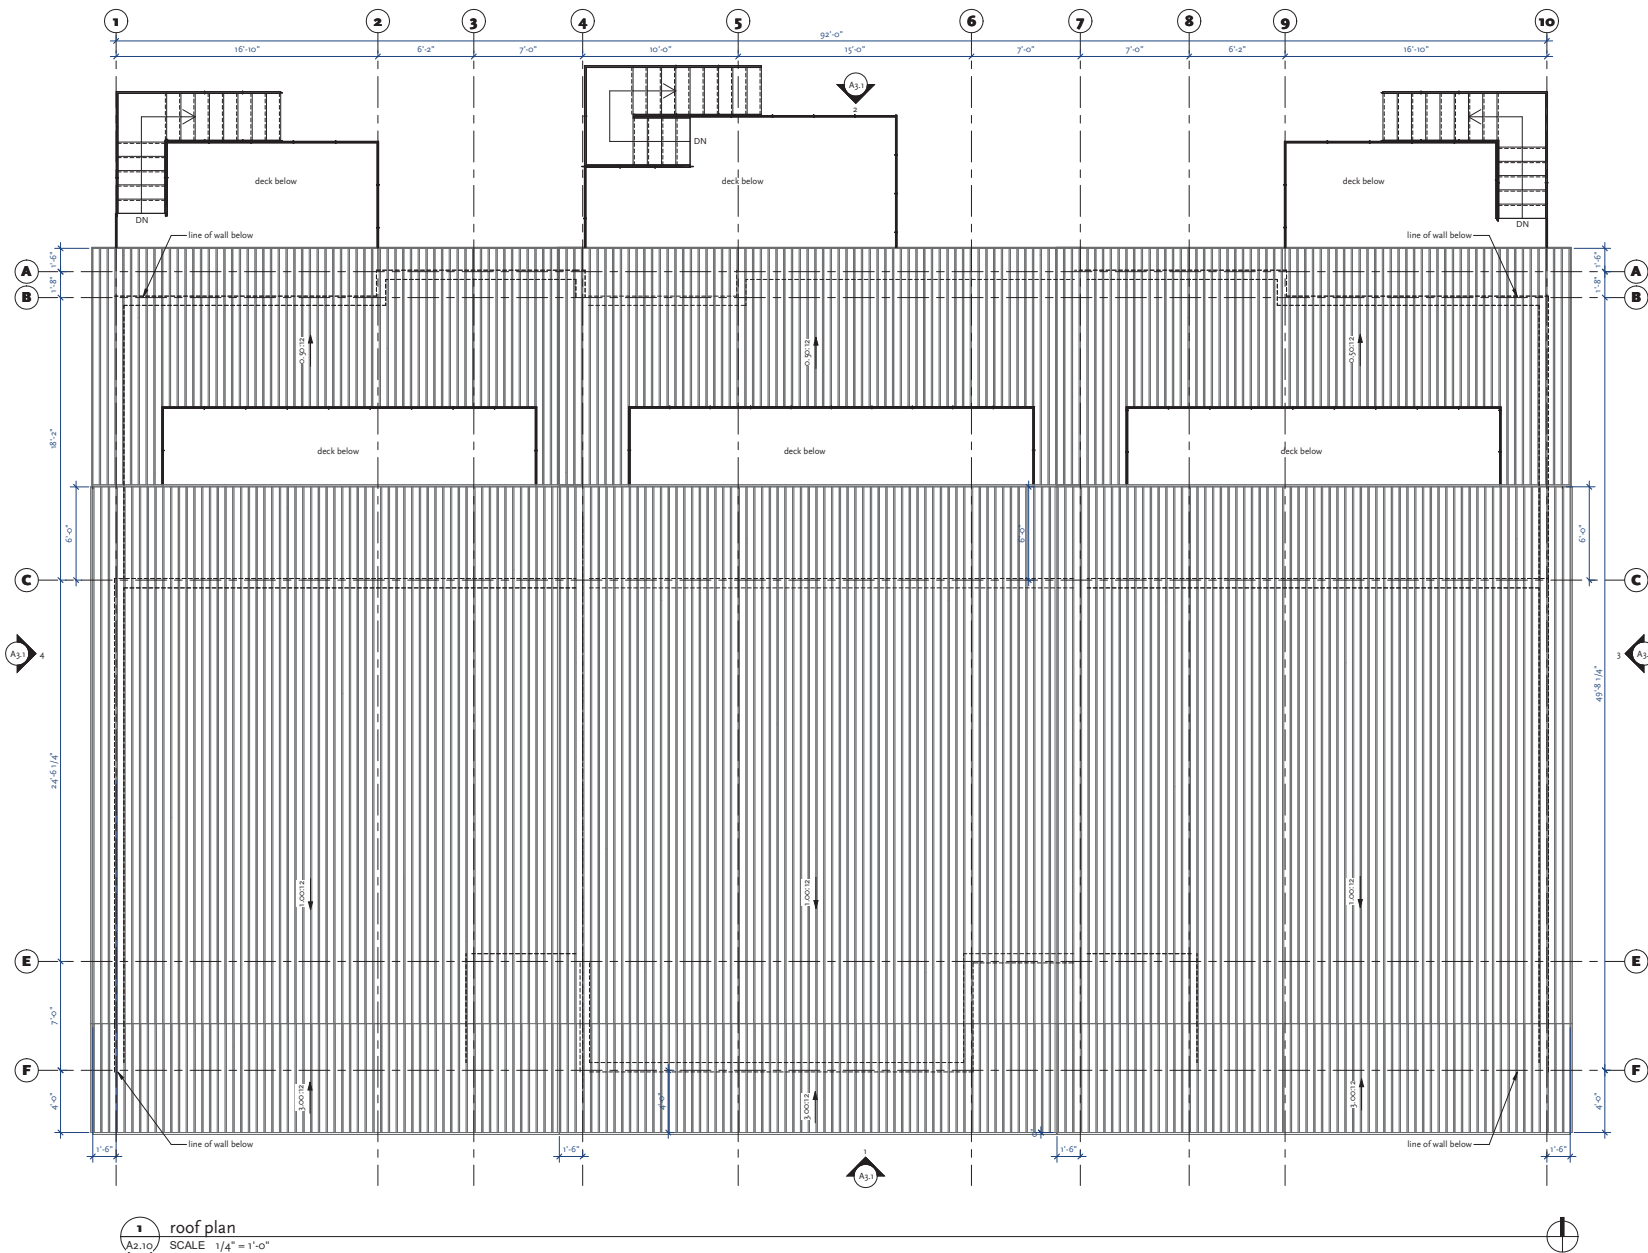 1 2 3 4 5 6 7 8 9 10
92'-0"
16'-10" 6'-2" 7'-0" 10'-0" 15'-0" 7'-0" 7'-0" 6'-2" 16'-10"
A3.1
2
DN
deck below deck below deck below
DN DN
line of wall below line of wall below
1'-6" 1'-6"
A A
1'-8" 1'-8"
B B
-0.50:12 -0.50:12 -0.50:12
18'-2"
deck below deck below deck below
6'-0" 6'-0" 6'-0"
C C
A3.1 4 3 A3.
49'-8 1/4"
24'-6 1/4"
1.00:12 1.00:12 1.00:12
E E
7'-0"
F F
4'-0" 3.00:12 4'-0" 3.00:12 3.00:12 4'-0"
line of wall below line of wall below
1'-6" 1'-6" 1'-6" 1'-6"
1
A3.1
1 roof plan
A2.10 SCALE 1/4" = 1'-0"